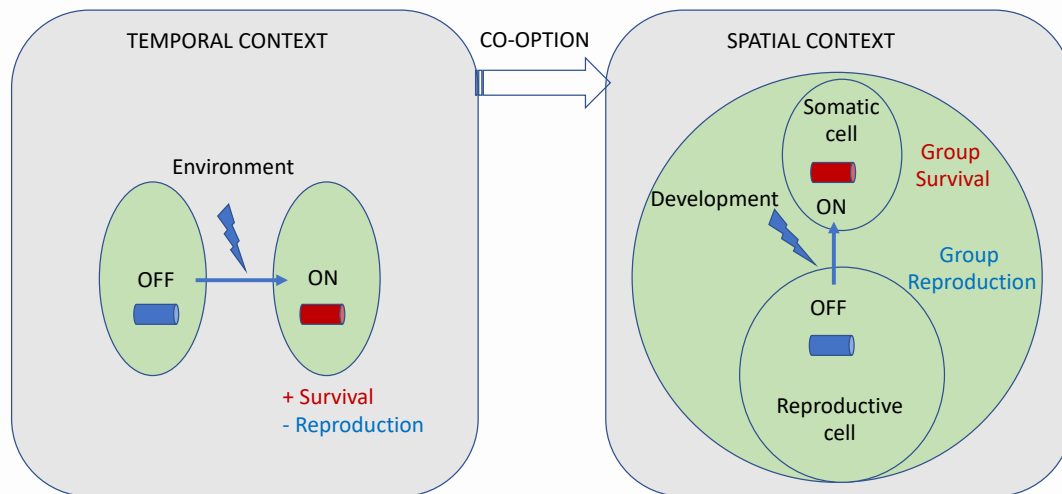 TEMPORAL CONTEXT
Environment
OFF
ON
+ Survival
- Reproduction
CO-OPTION
SPATIAL CONTEXT
Somatic
cell
ON
Group
Survival
Development
Group
Reproduction
OFF
Reproductive
cell